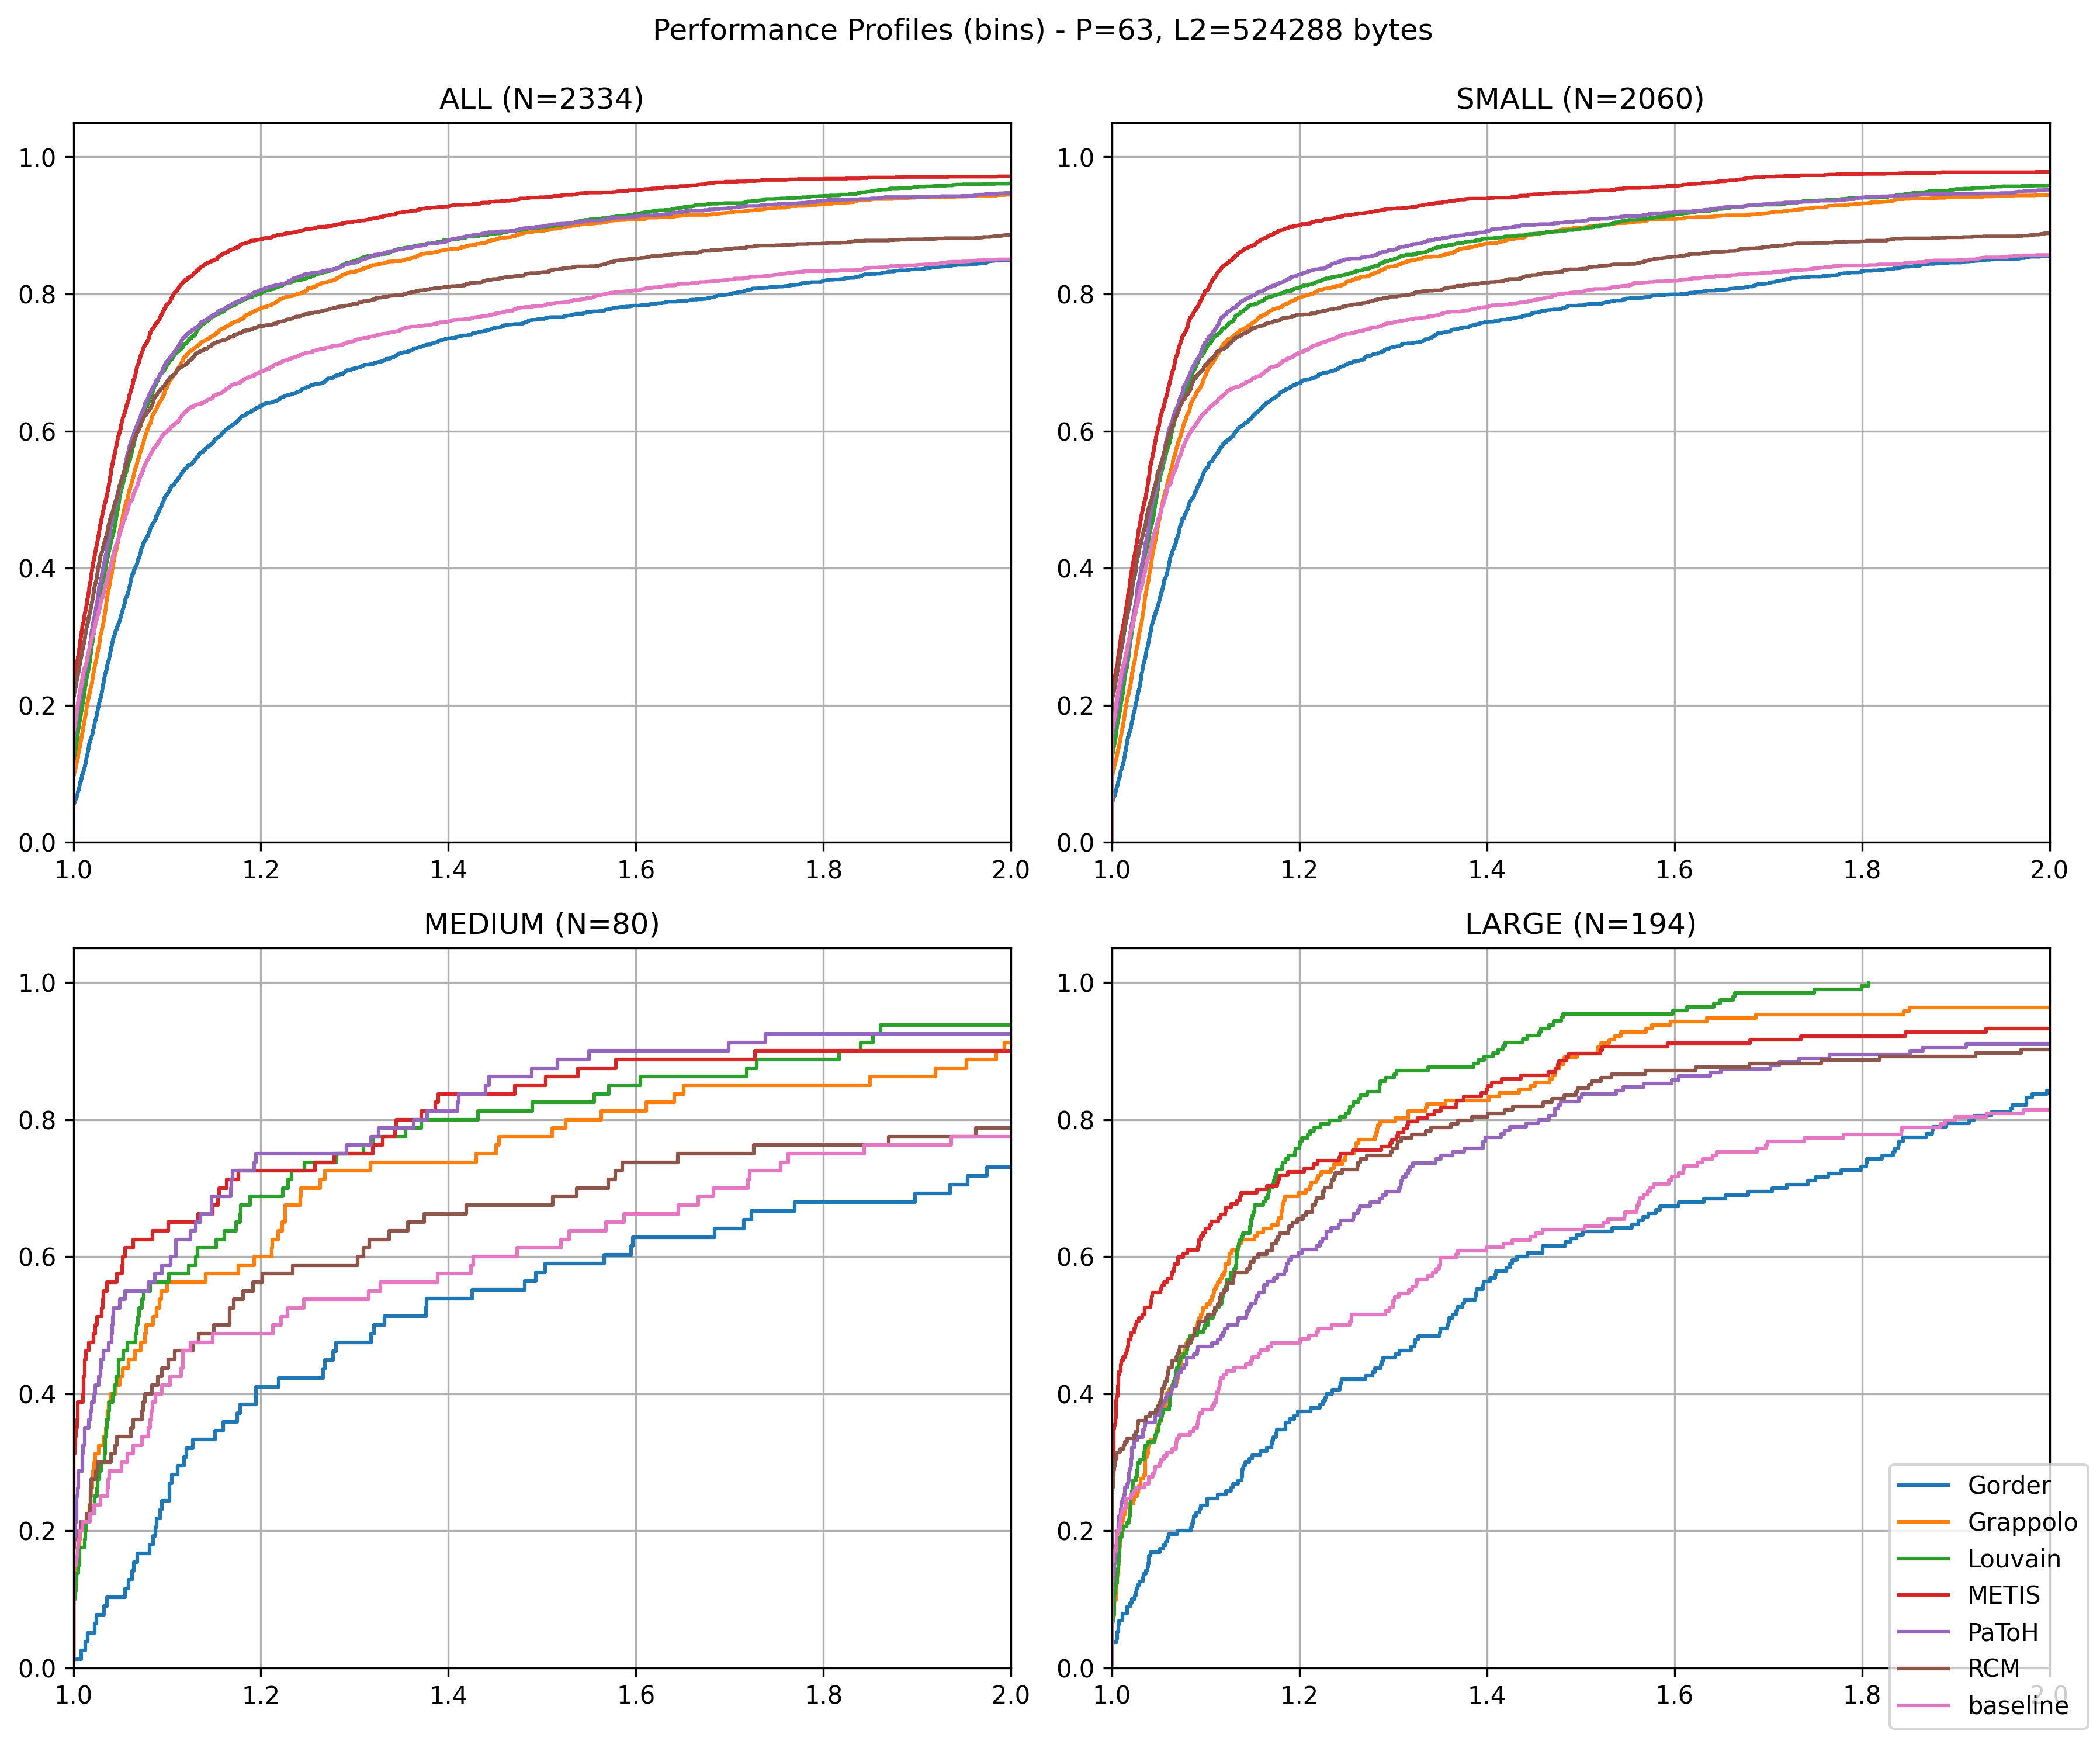 Performance Profiles (bins) - P=63, L2=524288 bytes
ALL (N=2334)
1.0
0.8
0.6
0.4
0.2
0.0
1.0 1.2 1.4 1.6 1.8 2.0
SMALL (N=2060)
1.0
0.8
0.6
0.4
0.2
0.0
1.0 1.2 1.4 1.6 1.8 2.0
MEDIUM (N=80)
1.0
0.8
0.6
0.4
0.2
0.0
1.0 1.2 1.4 1.6 1.8 2.0
LARGE (N=194)
1.0
0.8
0.6
0.4
0.2
0.0
1.0 1.2 1.4 1.6 1.8 2.0
Gorder
Grappolo
Louvain
METIS
PaToH
RCM
baseline